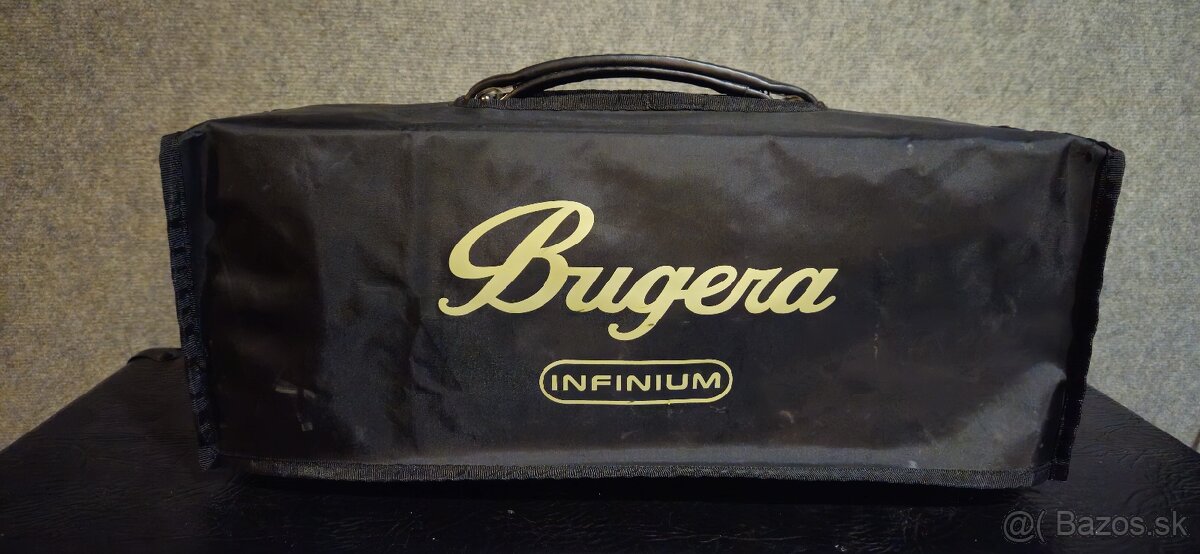 Bugera
INFINIUM
@( Bazos.sk